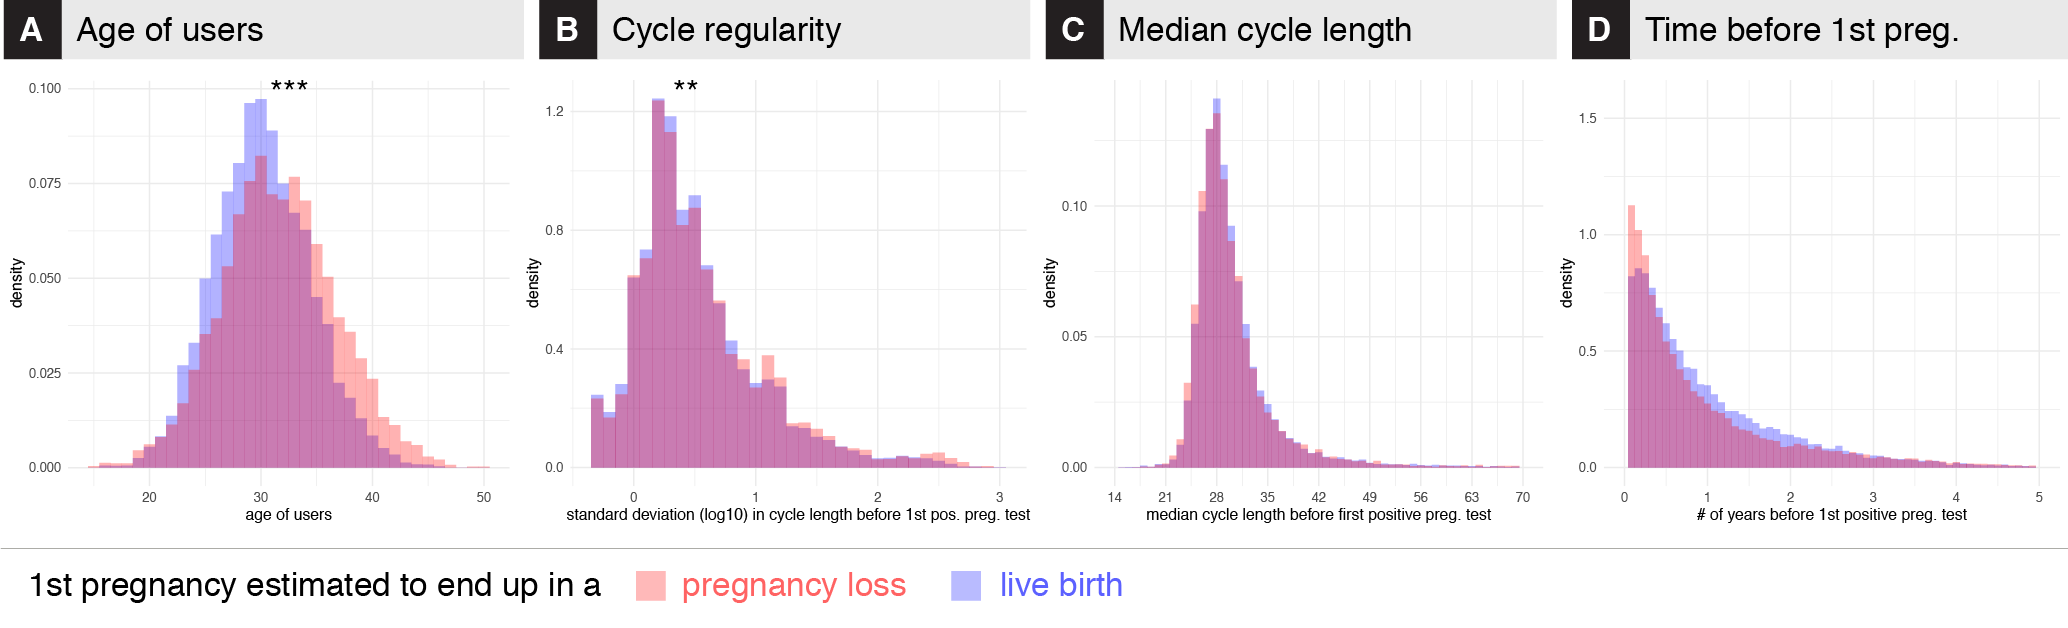 A Age of users
B Cycle regularity
C Median cycle length
D Time before 1st preg.
***
0.100
0.075
0.050
0.025
0.000
density
20 30 40 50
age of users
**
1.2
0.8
0.4
0.0
density
0 1 2 3
standard deviation (log10) in cycle length before 1st pos. preg. test
0.10
0.05
0.00
density
14 21 28 35 42 49 56 63 70
median cycle length before first positive preg. test
1.5
1.0
0.5
0.0
density
0 1 2 3 4 5
# of years before 1st positive preg. test
1st pregnancy estimated to end up in a pregnancy loss live birth